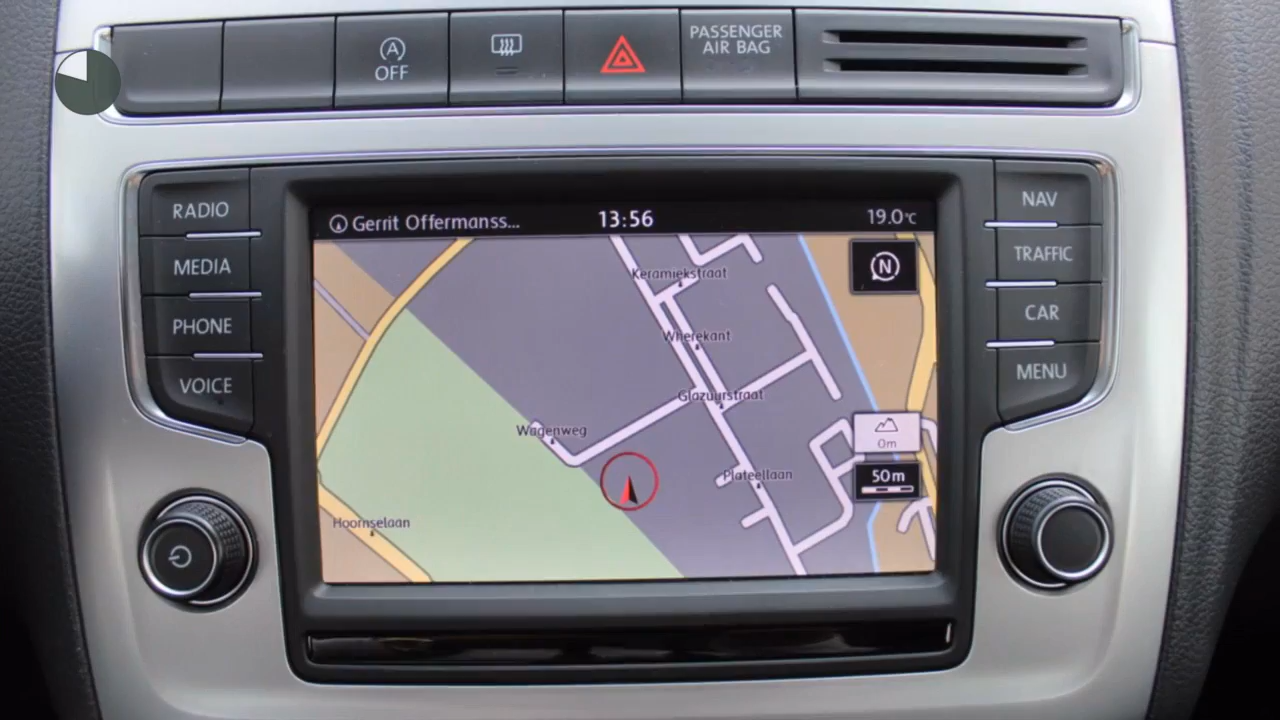 A
OFF
PASSENGER
AIR BAG
RADIO
MEDIA
PHONE
VOICE
NAV
TRAFFIC
CAR
MENU
Gerrit Offermanss...
13:56
19.0°C
N
Keramiekstraat
Wherekant
Glazuurstraat
Wagenweg
Plateellaan
Hoornselaan
0m
50m